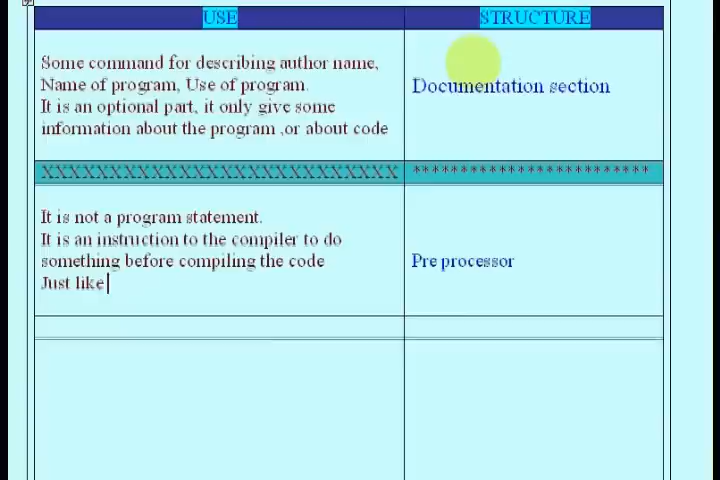 USE STRUCTURE
Some command for describing author name,
Name of program, Use of program.
It is an optional part, it only give some
information about the program ,or about code
Documentation section
XXXXXXXXXXXXXXXXXXXXXXXXXX ************************
It is not a program statement.
It is an instruction to the compiler to do
something before compiling the code
Just like
Pre processor